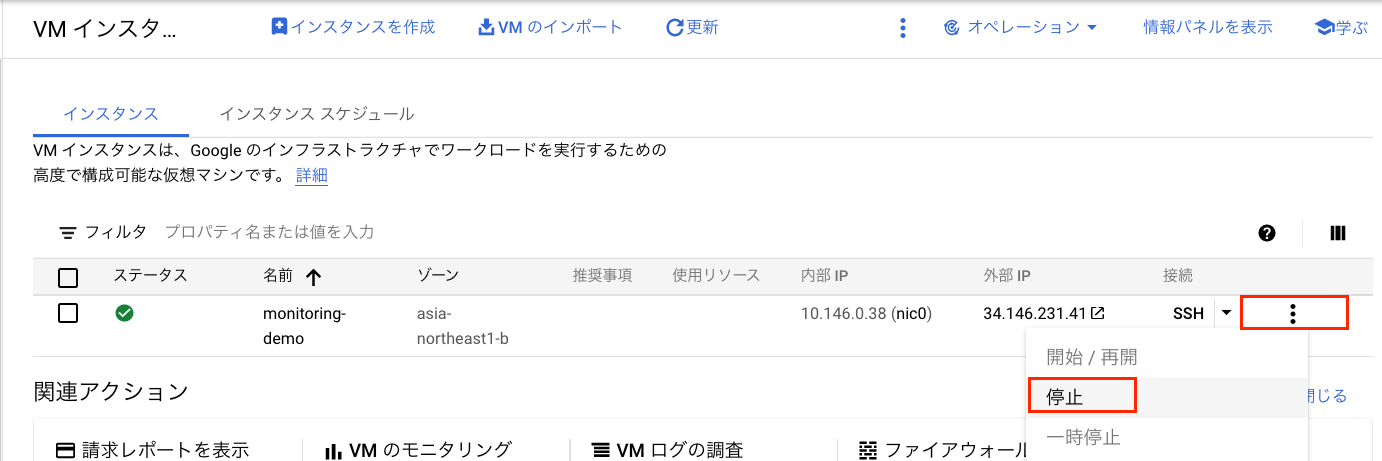 VM インスタ...
インスタンスを作成
VM のインポート
更新
オペレーション
情報パネルを表示
学ぶ
インスタンス
インスタンス スケジュール
VM インスタンスは、Google のインフラストラクチャでワークロードを実行するための
高度で構成可能な仮想マシンです。 詳細
フィルタ プロパティ名または値を入力
ステータス 名前 ゾーン 推奨事項 使用リソース 内部 IP 外部 IP 接続
monitoring- asia- 10.146.0.38 (nic0) 34.146.231.41 SSH
demo northeast1-b
開始 / 再開
関連アクション
停止
閉じる
一時停止
請求レポートを表示
VM のモニタリング
VM ログの調査
ファイアウォール